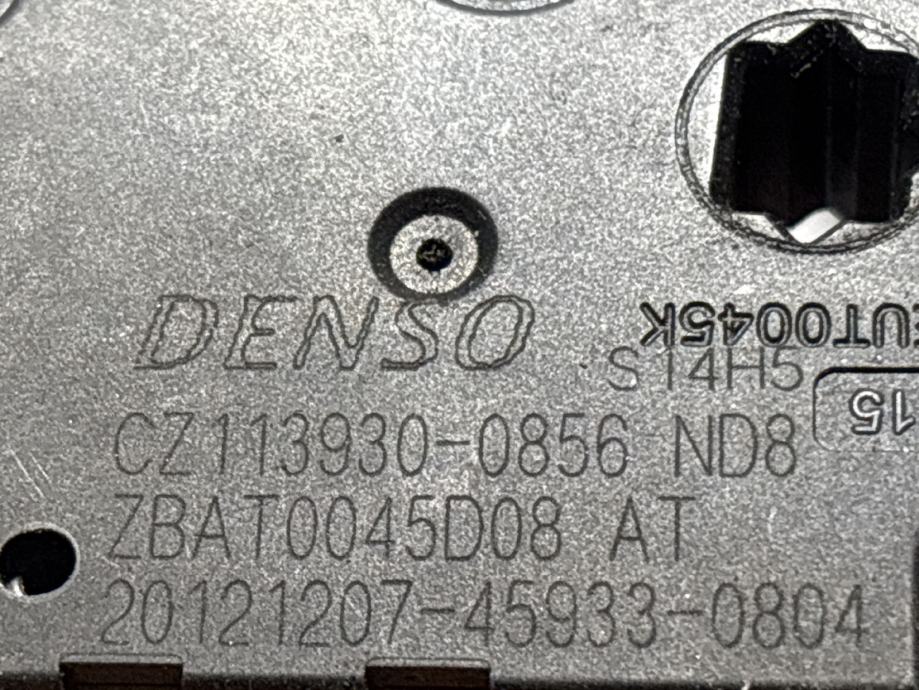 DENSO
UT0045K
S14H5
15
CZ113930-0856 ND8
ZBAT0045D08 AT
20121207-45933-0804